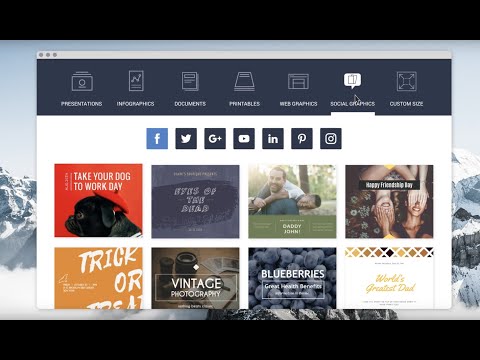 PRESENTATIONS
INFOGRAPHICS
DOCUMENTS
PRINTABLES
WEB GRAPHICS
SOCIAL GRAPHICS
CUSTOM SIZE
f
G+
in
TAKE YOUR DOG
TO WORK DAY
EYES OF
THE
DEAD
DADDY
JOHN!
Happy Friendship Day
TRICK
OR
TREAT
VINTAGE
PHOTOGRAPHY
BLUEBERRIES
Great Health Benefits
World's
Greatest Dad